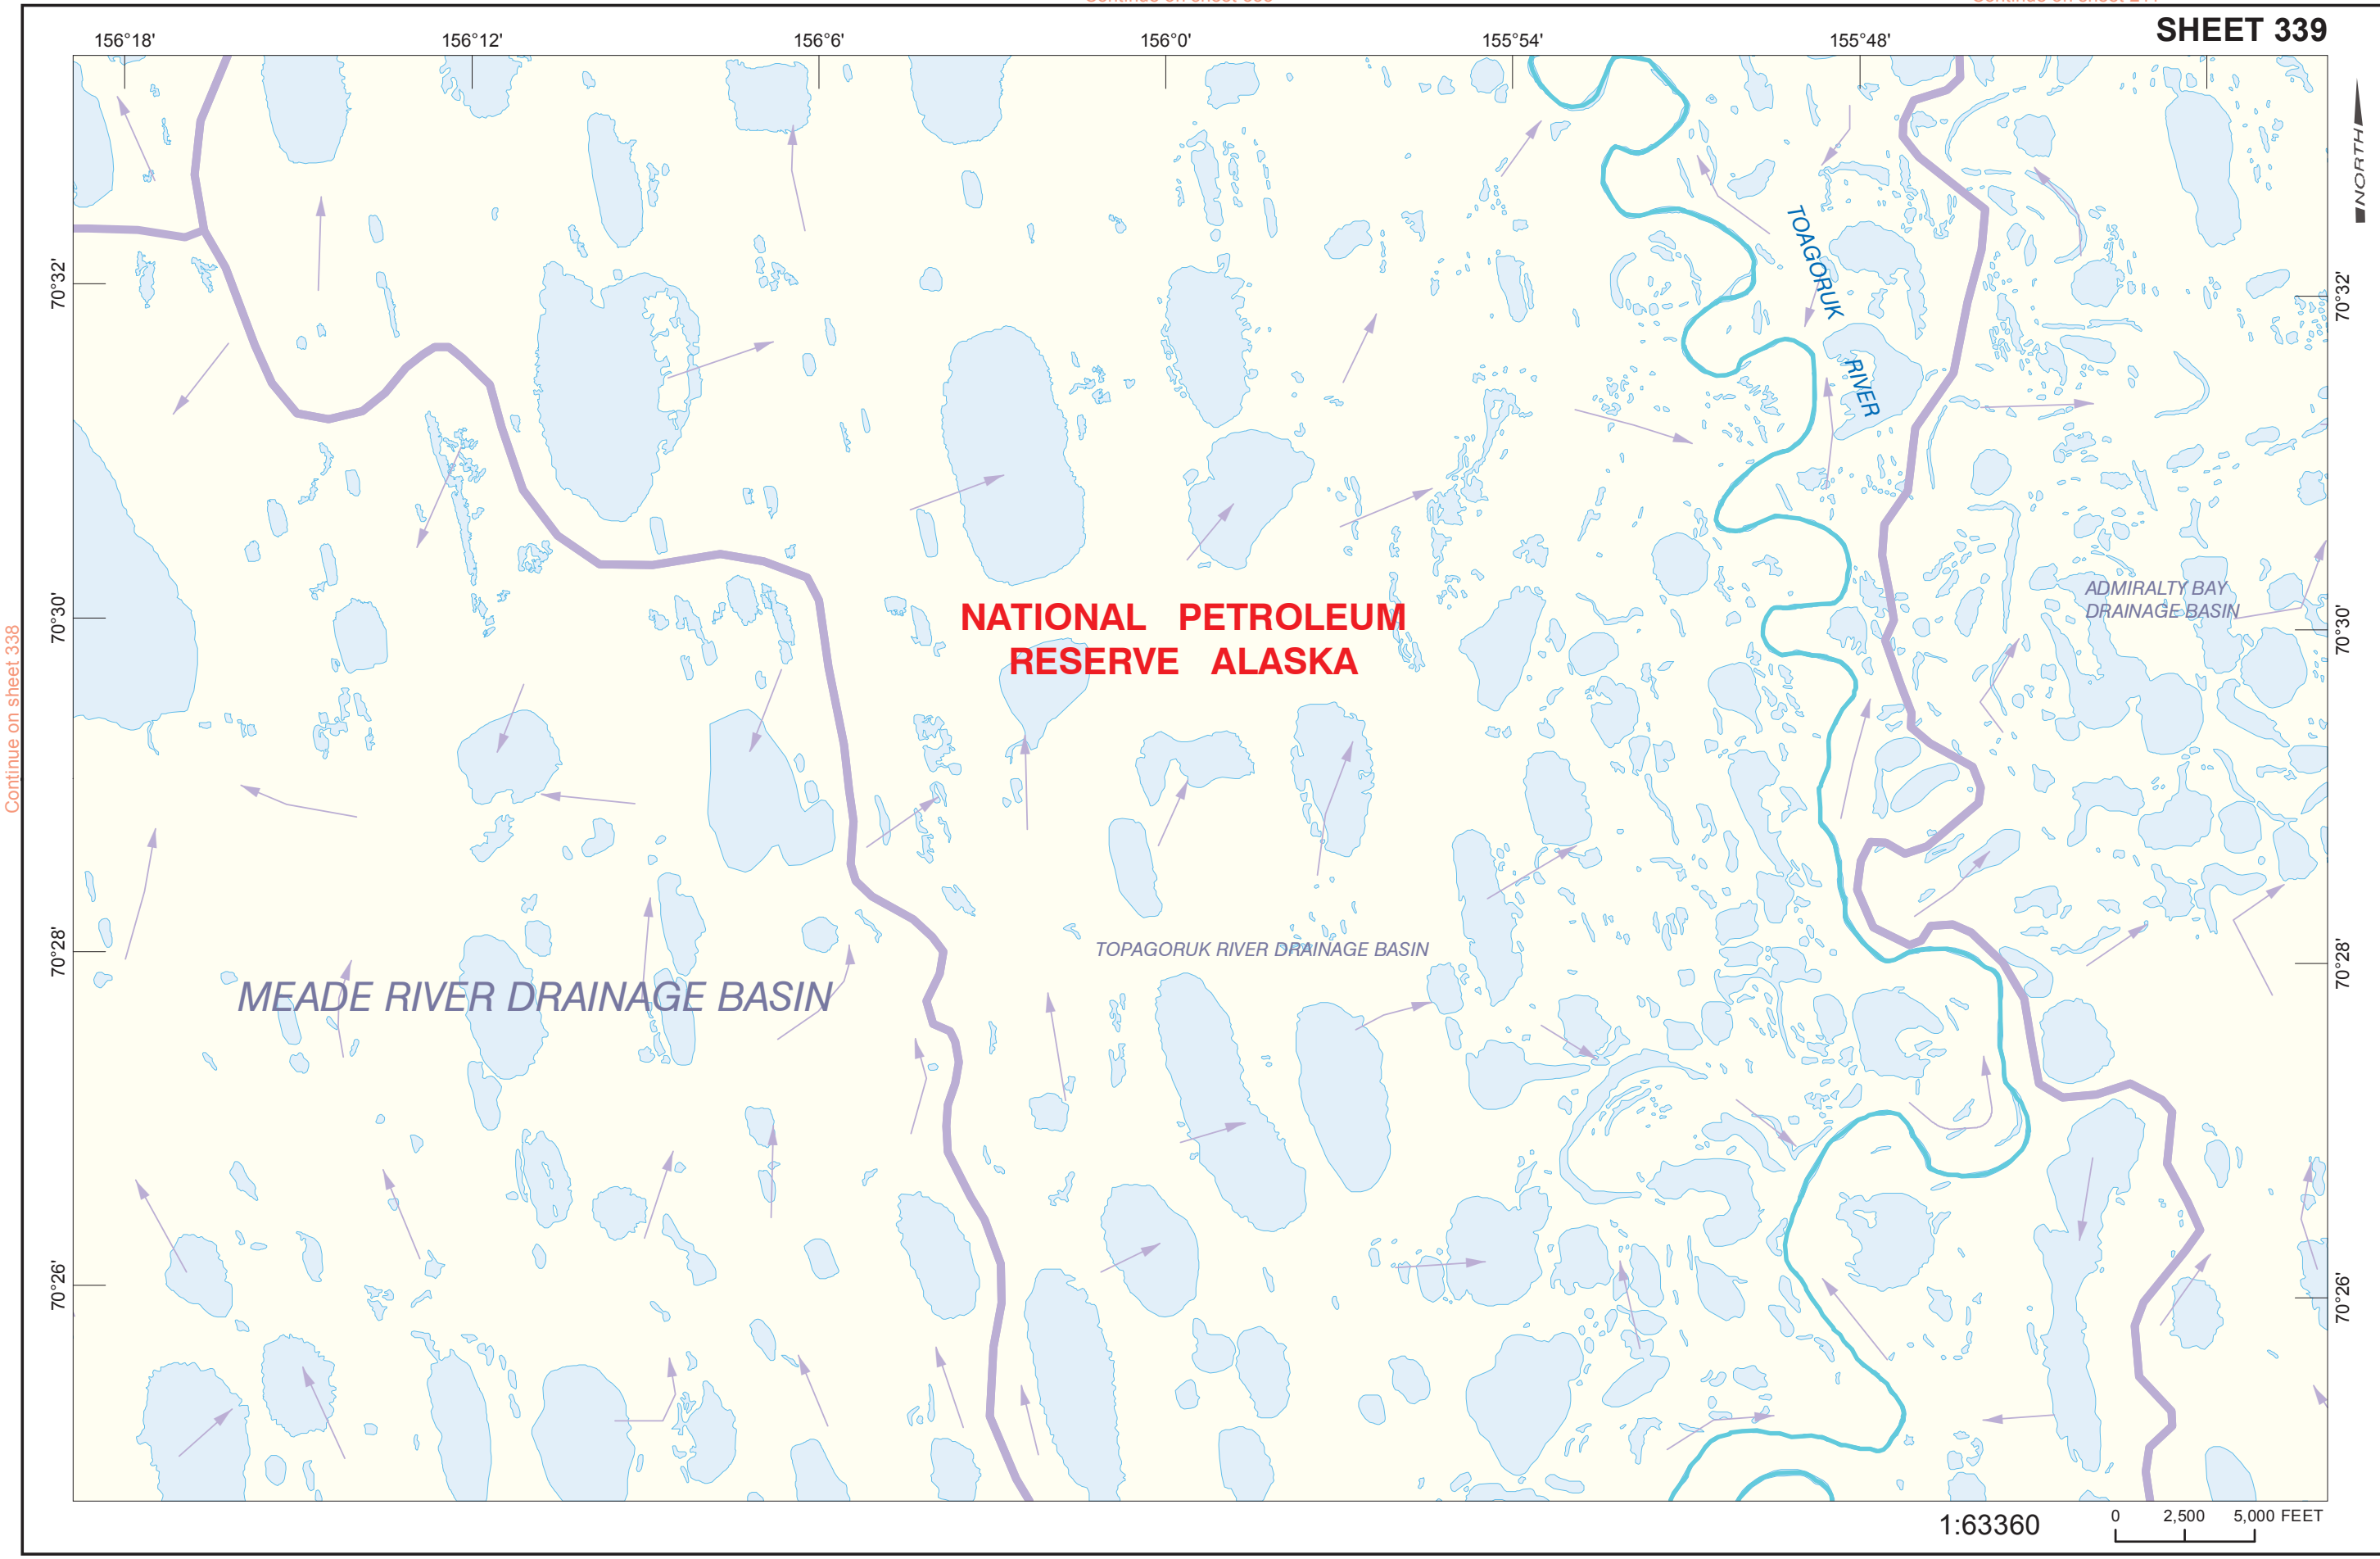 SHEET 339
156°18' 156°12' 156°6' 156°0' 155°54' 155°48'
NORTH
TOAGORUK
RIVER
70°32'
70°32'
ADMIRALTY BAY
DRAINAGE BASIN
NATIONAL PETROLEUM
RESERVE ALASKA
70°30'
70°30'
Continue on sheet 338
TOPAGORUK RIVER DRAINAGE BASIN
70°28'
70°28'
MEADE RIVER DRAINAGE BASIN
70°26'
70°26'
1:63360
0 2,500 5,000 FEET